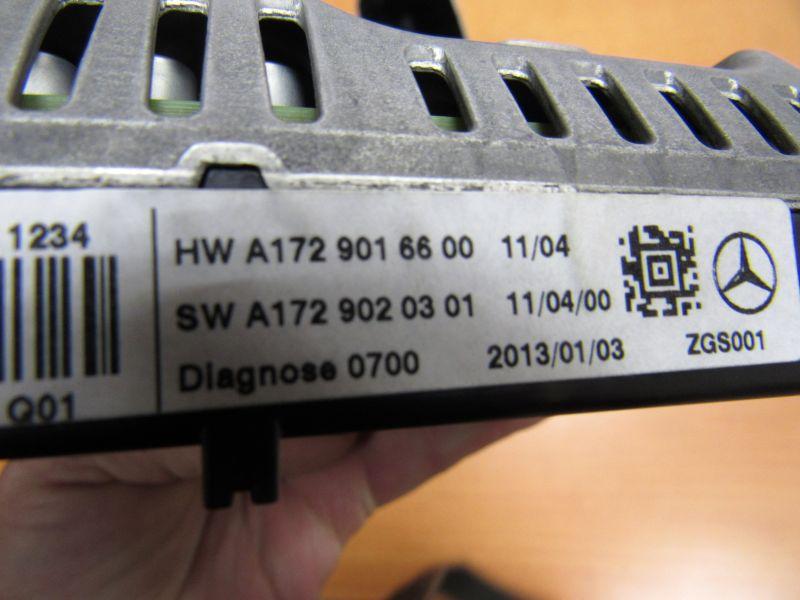 1234
Q01
HW A172 901 66 00 11/04
SW A172 902 03 01 11/04/00
Diagnose 0700 2013/01/03
ZGS001